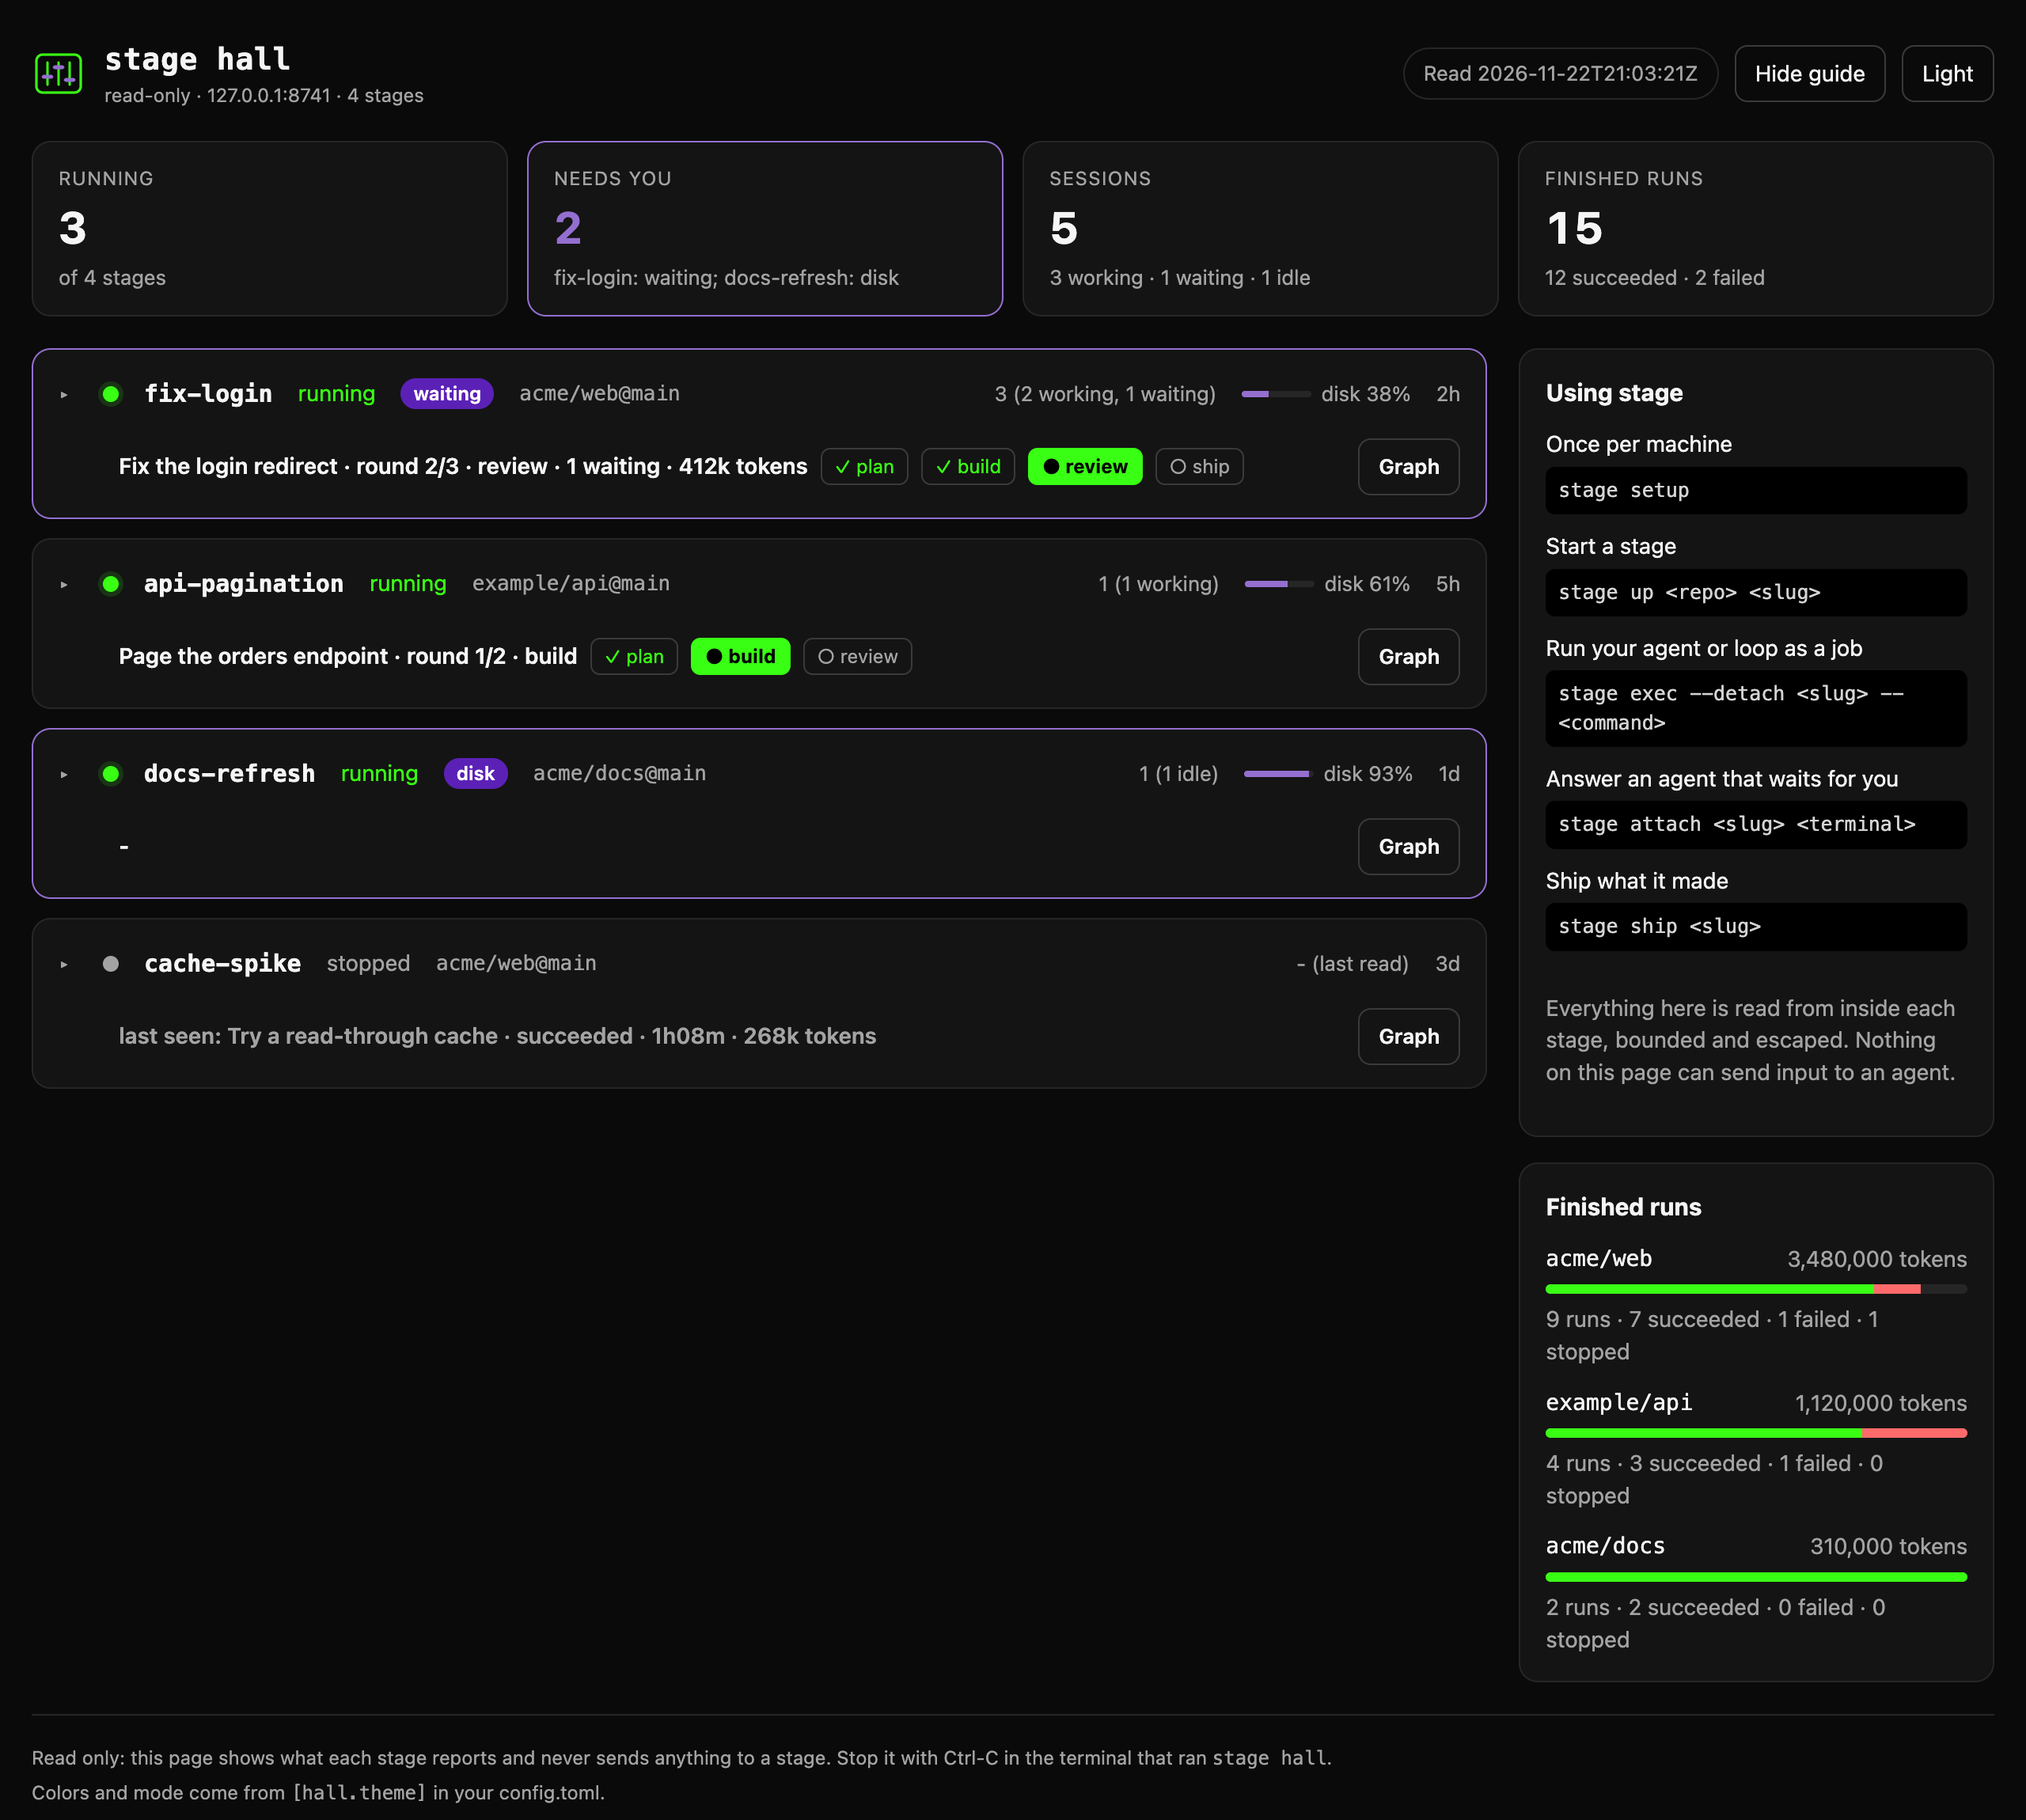 stage hall
read-only · 127.0.0.1:8741 · 4 stages
Read 2026-11-22T21:03:21Z
Hide guide
Light
RUNNING
3
of 4 stages
NEEDS YOU
2
fix-login: waiting; docs-refresh: disk
SESSIONS
5
3 working · 1 waiting · 1 idle
FINISHED RUNS
15
12 succeeded · 2 failed
fix-login running waiting acme/web@main 3 (2 working, 1 waiting) disk 38% 2h
Fix the login redirect · round 2/3 · review · 1 waiting · 412k tokens ✓ plan ✓ build ● review ○ ship Graph
api-pagination running example/api@main 1 (1 working) disk 61% 5h
Page the orders endpoint · round 1/2 · build ✓ plan ● build ○ review Graph
docs-refresh running disk acme/docs@main 1 (1 idle) disk 93% 1d
- Graph
cache-spike stopped acme/web@main - (last read) 3d
last seen: Try a read-through cache · succeeded · 1h08m · 268k tokens Graph
Using stage
Once per machine
stage setup
Start a stage
stage up <repo> <slug>
Run your agent or loop as a job
stage exec --detach <slug> --
<command>
Answer an agent that waits for you
stage attach <slug> <terminal>
Ship what it made
stage ship <slug>
Everything here is read from inside each
stage, bounded and escaped. Nothing
on this page can send input to an agent.
Finished runs
acme/web 3,480,000 tokens
9 runs · 7 succeeded · 1 failed · 1
stopped
example/api 1,120,000 tokens
4 runs · 3 succeeded · 1 failed · 0
stopped
acme/docs 310,000 tokens
2 runs · 2 succeeded · 0 failed · 0
stopped
Read only: this page shows what each stage reports and never sends anything to a stage. Stop it with Ctrl-C in the terminal that ran stage hall.
Colors and mode come from [hall.theme] in your config.toml.